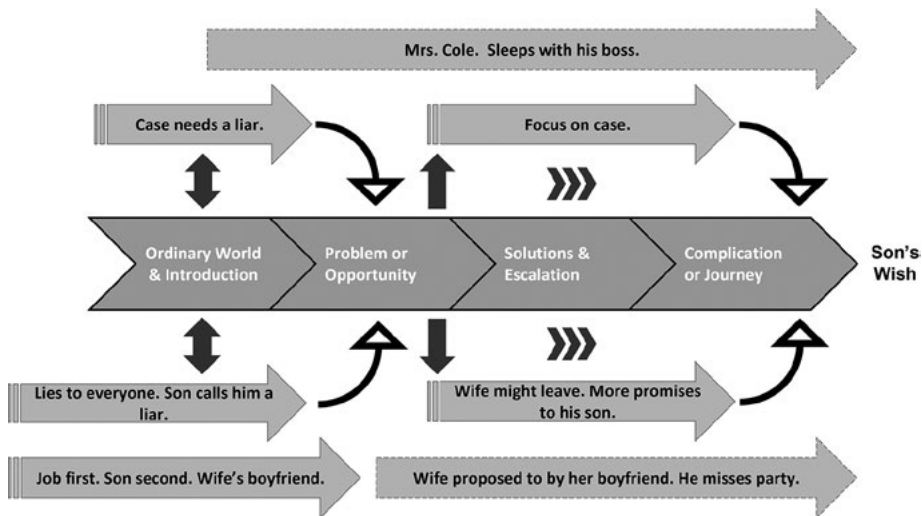 Mrs. Cole.  Sleeps with his boss.
Case needs a liar.
Focus on case.
Ordinary World
& Introduction
Problem or
Opportunity
Solutions &
Escalation
Complication
or Journey
Son's
Wish
Lies to everyone. Son calls him a
liar.
Wife might leave. More promises
to his son.
Job first. Son second. Wife's boyfriend.
Wife proposed to by her boyfriend. He misses party.